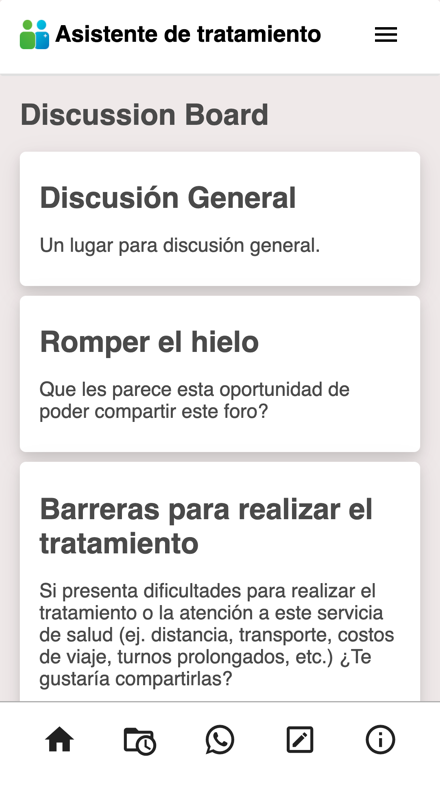 Asistente de tratamiento
Discussion Board
Discusión General
Un lugar para discusión general.
Romper el hielo
Que les parece esta oportunidad de
poder compartir este foro?
Barreras para realizar el
tratamiento
Si presenta dificultades para realizar el
tratamiento o la atención a este servicia
de salud (ej. distancia, transporte, costos
de viaje, turnos prolongados, etc.) ¿Te
gustaría compartirlas?